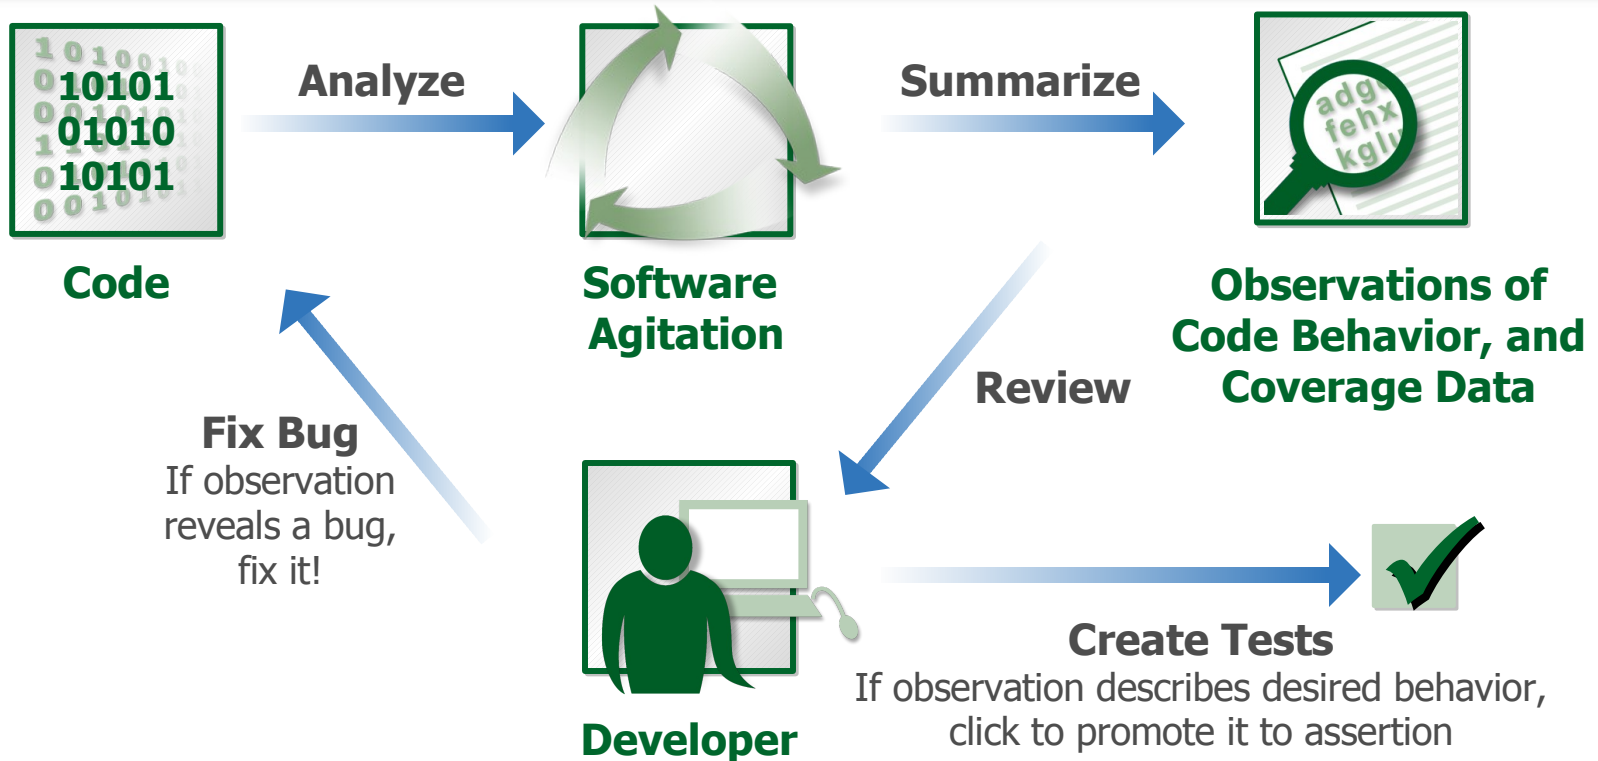 10101
01010
10101
Analyze
Summarize
Code
Software
Agitation
Observations of
Code Behavior, and
Coverage Data
Review
Fix Bug
If observation
reveals a bug,
fix it!
Developer
Create Tests
If observation describes desired behavior,
click to promote it to assertion